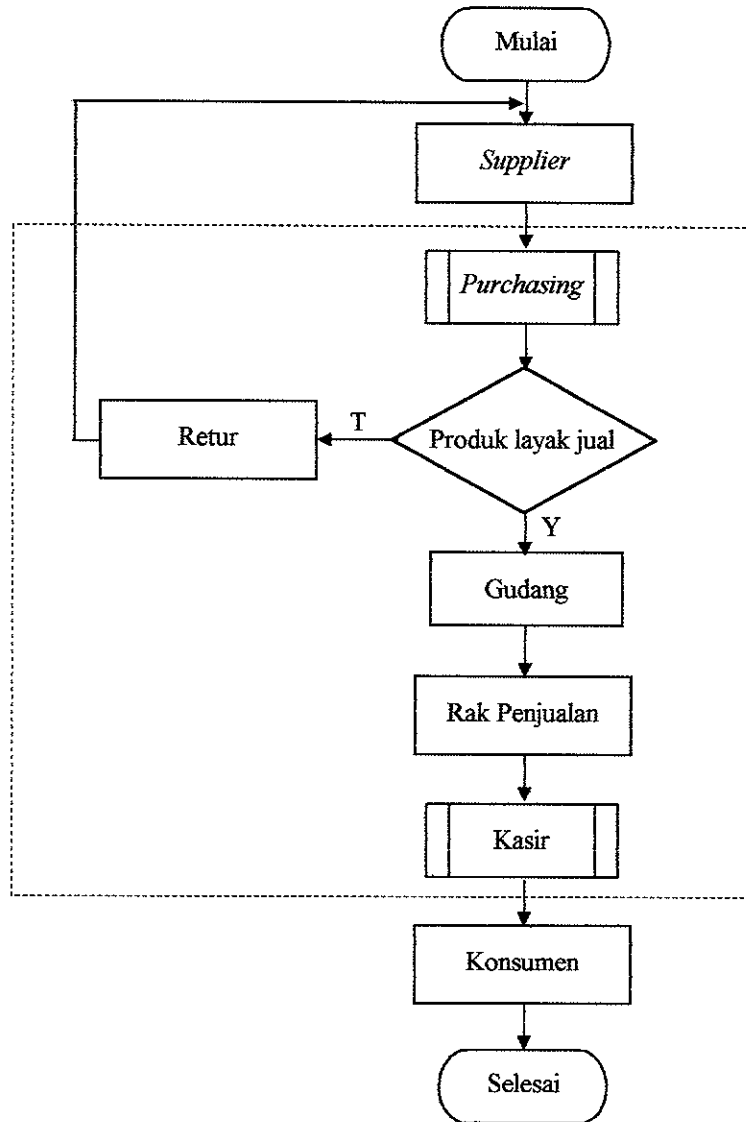 Mulai
Supplier
Purchasing
Produk layak jual
T
Retur
Y
Gudang
Rak Penjualan
Kasir
Konsumen
Selesai